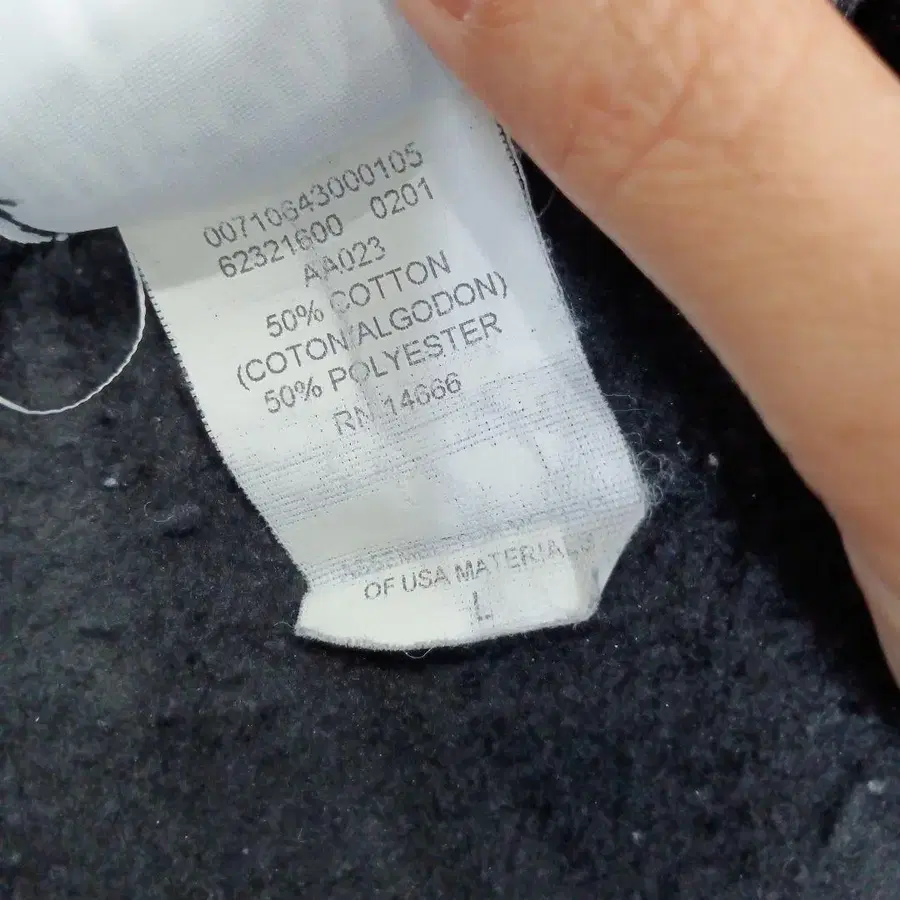 00710643000105
62321600 0201
AA023
50% COTTON
(COTON/ALGODON)
50% POLYESTER
RN 14666
OF USA MATERIALS
L